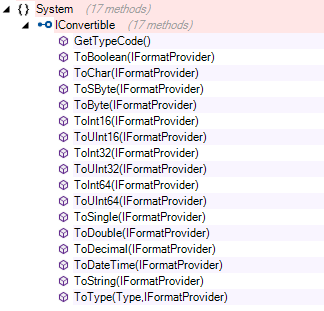 System (17 methods)
IConvertible (17 methods)
GetTypeCode()
ToBoolean(IFormatProvider)
ToChar(IFormatProvider)
ToSByte(IFormatProvider)
ToByte(IFormatProvider)
ToInt16(IFormatProvider)
ToUInt16(IFormatProvider)
ToInt32(IFormatProvider)
ToUInt32(IFormatProvider)
ToInt64(IFormatProvider)
ToUInt64(IFormatProvider)
ToSingle(IFormatProvider)
ToDouble(IFormatProvider)
ToDecimal(IFormatProvider)
ToDateTime(IFormatProvider)
ToString(IFormatProvider)
ToType(Type,IFormatProvider)